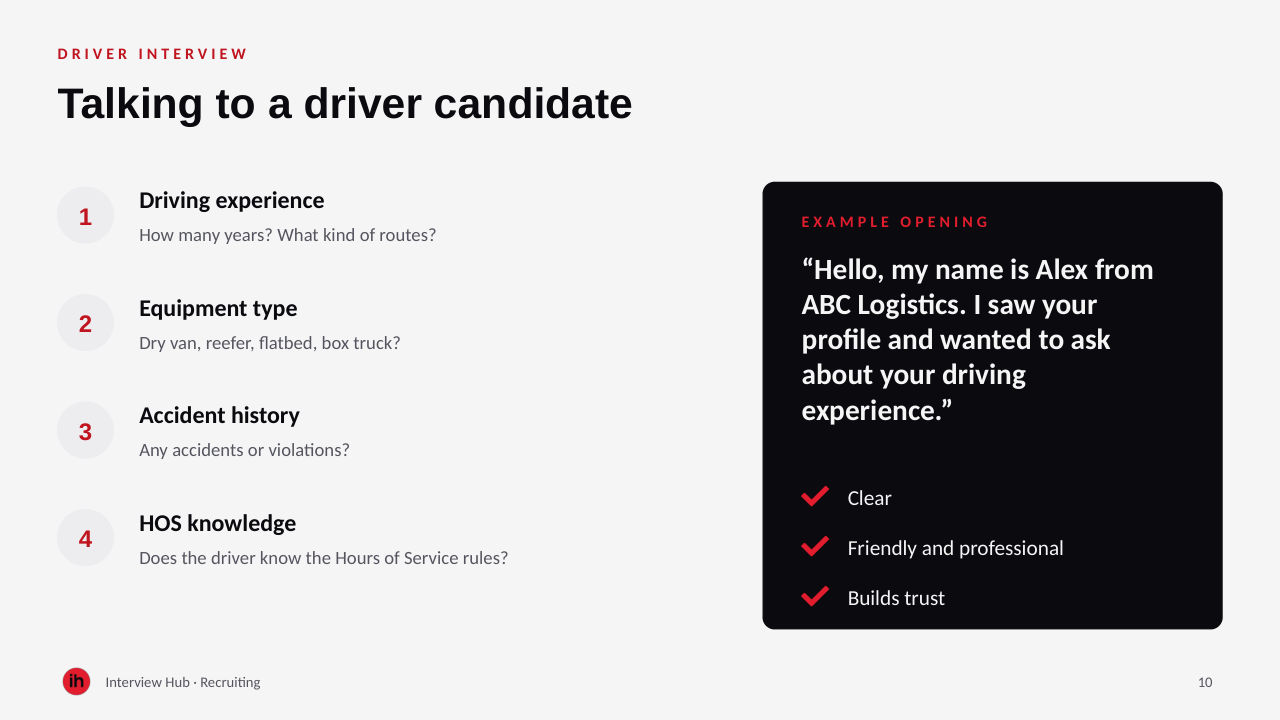 DRIVER INTERVIEW
Talking to a driver candidate
1
Driving experience
How many years? What kind of routes?
2
Equipment type
Dry van, reefer, flatbed, box truck?
3
Accident history
Any accidents or violations?
4
HOS knowledge
Does the driver know the Hours of Service rules?
EXAMPLE OPENING
“Hello, my name is Alex from
ABC Logistics. I saw your
profile and wanted to ask
about your driving
experience.”
Clear
Friendly and professional
Builds trust
ih
Interview Hub · Recruiting
10